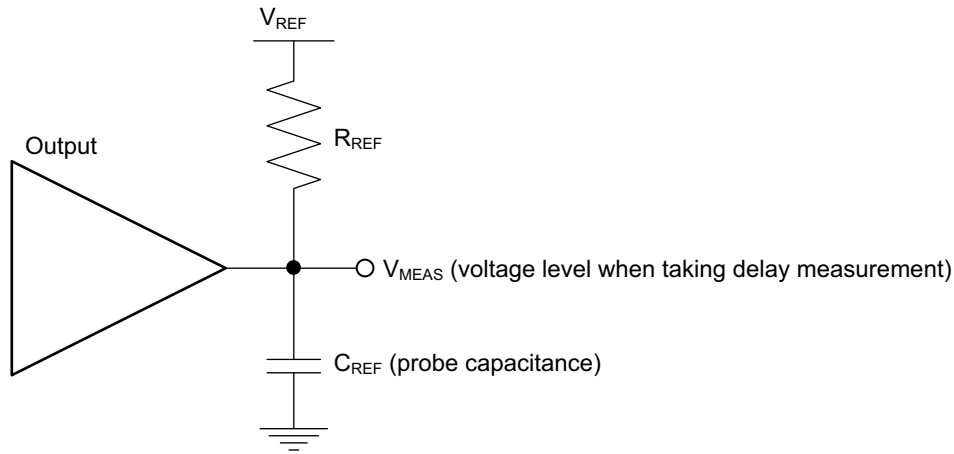 VREF
RREF
Output
VMEAS (voltage level when taking delay measurement)
CREF (probe capacitance)